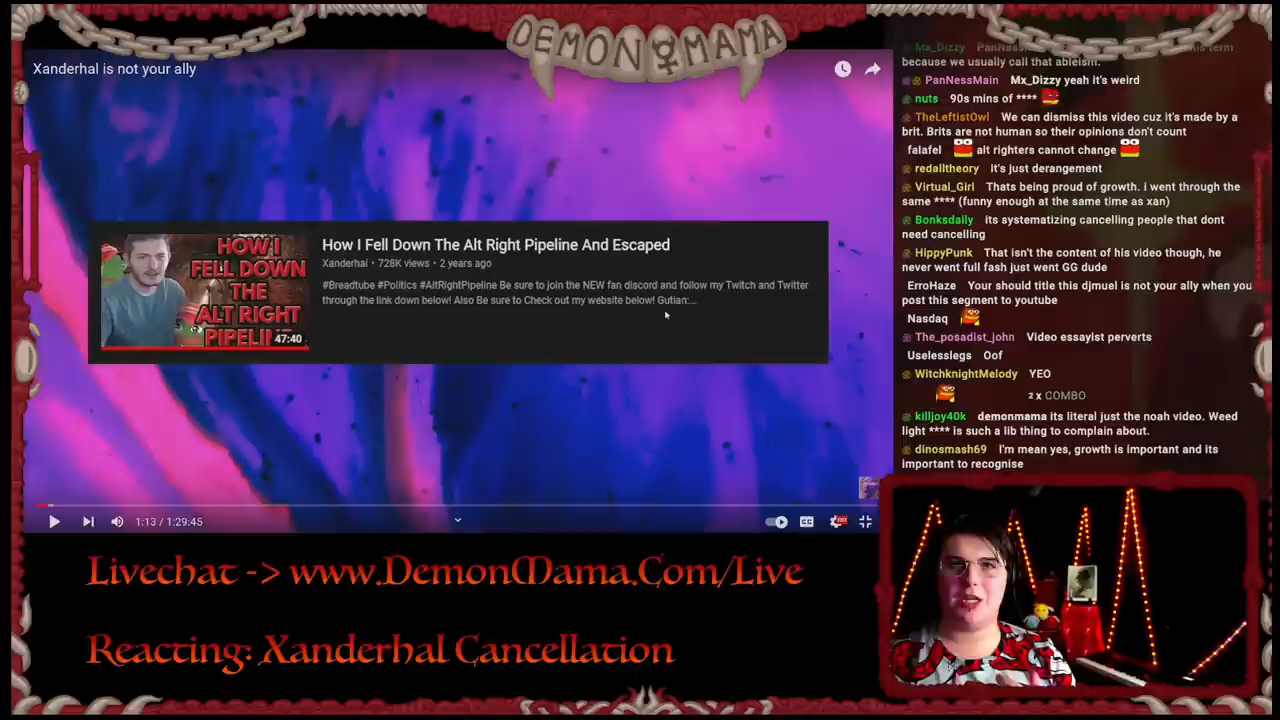 DEMON MAMA
Xanderhal is not your ally
HOW I
FELL DOWN
THE
ALT RIGHT
47:40
How I Fell Down The Alt Right Pipeline And Escaped
Xanderhal • 728K views • 2 years ago
#Breadtube #Politics #AltRightPipeline Be sure to join the NEW fan discord and follow my Twitch and Twitter
through the link down below! Also Be sure to Check out my website below! Gutian:...
1:13 / 1:29:45
CC
HD
Livechat -> www.DemonMama.Com/Live
Reacting: Xanderhal Cancellation
Mx_Dizzy term
because we usually call that ableism.
PanNessMain Mx_Dizzy yeah it's weird
nuts 90s mins of ****
TheLeftistOwl We can dismiss this video cuz it's made by a
brit. Brits are not human so their opinions don't count
falafel alt righters cannot change
redalltheory it's just derangement
Virtual_Girl Thats being proud of growth. i went through the
same **** (funny enough at the same time as xan)
Bonksdaily Its systematizing cancelling people that dont
need cancelling
HippyPunk That isn't the content of his video though, he
never went full fash just went GG dude
ErroHaze Your should title this djmuel is not your ally when you
post this segment to youtube
Nasdaq
The_posadist_john Video essayist perverts
Uselesslegs Oof
WitchknightMelody YEO
2 x COMBO
killjoy40k demonmama its literal just the noah video. Weed
light **** is such a lib thing to complain about.
dinosmash69 I'm mean yes, growth is important and its
important to recognise